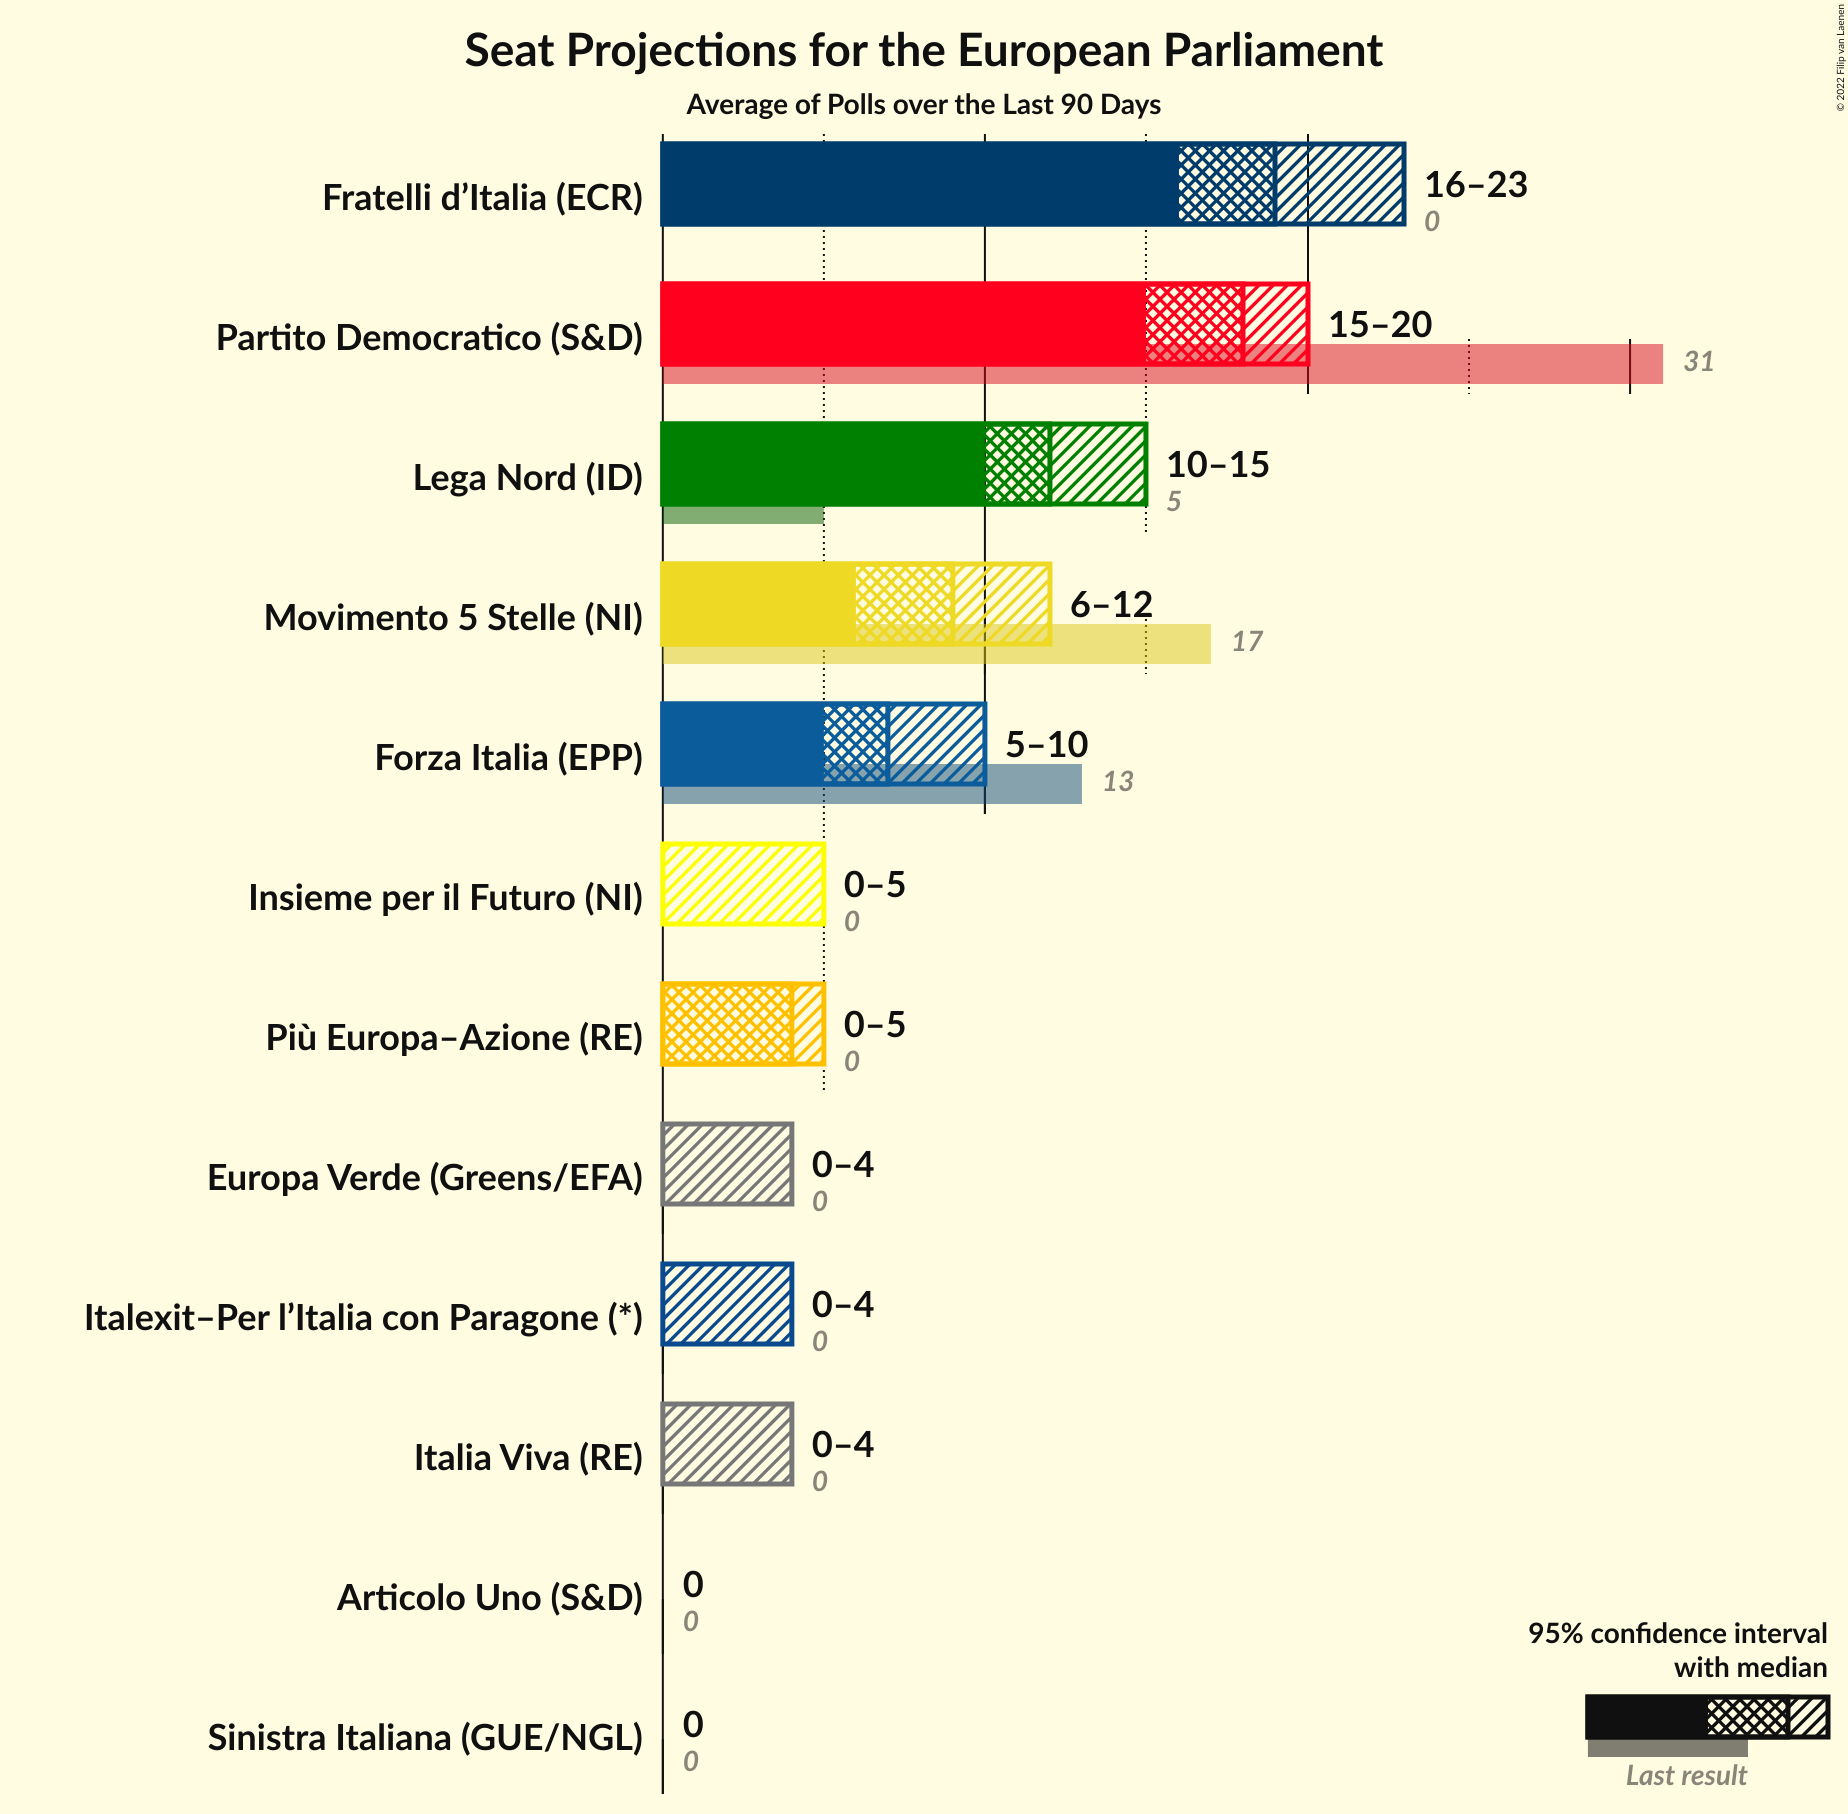 Seat Projections for the European Parliament
Average of Polls over the Last 90 Days
© 2022 Filip van Laenen
Fratelli d’Italia (ECR)
16–23
0
Partito Democratico (S&D)
15–20
31
Lega Nord (ID)
10–15
5
Movimento 5 Stelle (NI)
6–12
17
Forza Italia (EPP)
5–10
13
Insieme per il Futuro (NI)
0–5
0
Più Europa–Azione (RE)
0–5
0
Europa Verde (Greens/EFA)
0–4
0
Italexit–Per l’Italia con Paragone (*)
0–4
0
Italia Viva (RE)
0–4
0
Articolo Uno (S&D)
0
0
Sinistra Italiana (GUE/NGL)
0
0
95% confidence interval
with median
Last result